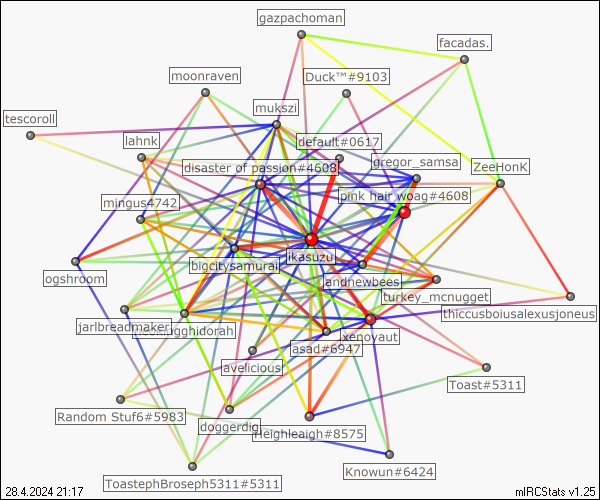 gazpachoman
facadas.
moonraven
Duck™#9103
mukszi
tescoroll
lahnk
default#0617
disaster of passion#4608
gregor_samsa
ZeeHonK
pink hair woag#4608
mingus4742
ikasuzu
bigcitysamurai
ogshroom
andnewbees
turkey_mcnugget
thiccusboiusalexusjoneus
jarlbreadmaker
ghidorah
xenovaut
asad#6947
avelicious
Toast#5311
Random Stuf6#5983
doggerdig
Heighleaigh#8575
Knowun#6424
ToastephBroseph5311#5311
28.4.2024 21:17
mIRCStats v1.25